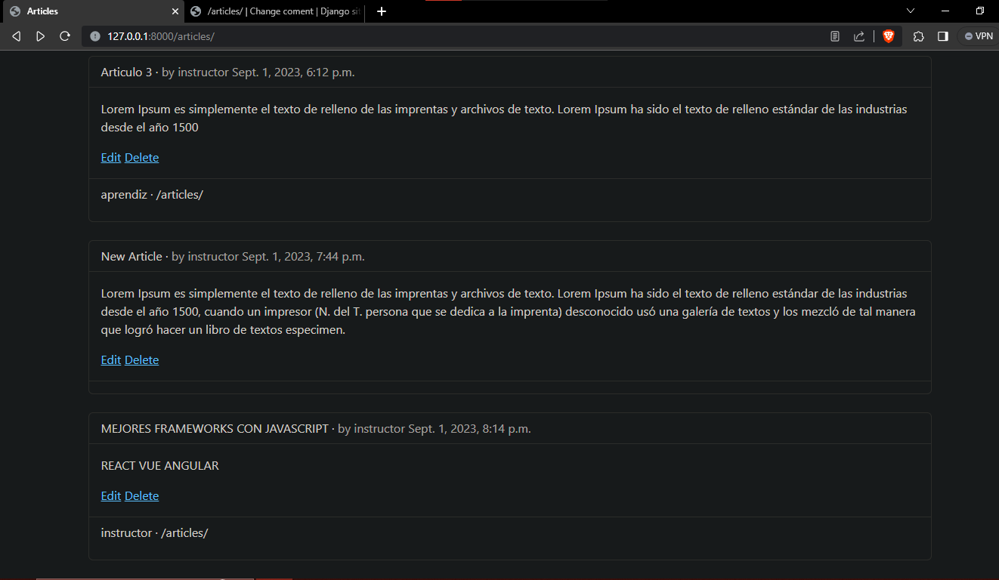 Articles
/articles/ | Change coment | Django sit
127.0.0.1:8000/articles/
VPN
Articulo 3 · by instructor Sept. 1, 2023, 6:12 p.m.
Lorem Ipsum es simplemente el texto de relleno de las imprentas y archivos de texto. Lorem Ipsum ha sido el texto de relleno estándar de las industrias
desde el año 1500
Edit Delete
aprendiz · /articles/
New Article · by instructor Sept. 1, 2023, 7:44 p.m.
Lorem Ipsum es simplemente el texto de relleno de las imprentas y archivos de texto. Lorem Ipsum ha sido el texto de relleno estándar de las industrias
desde el año 1500, cuando un impresor (N. del T. persona que se dedica a la imprenta) desconocido usó una galería de textos y los mezcló de tal manera
que logró hacer un libro de textos especimen.
Edit Delete
MEJORES FRAMEWORKS CON JAVASCRIPT · by instructor Sept. 1, 2023, 8:14 p.m.
REACT VUE ANGULAR
Edit Delete
instructor · /articles/